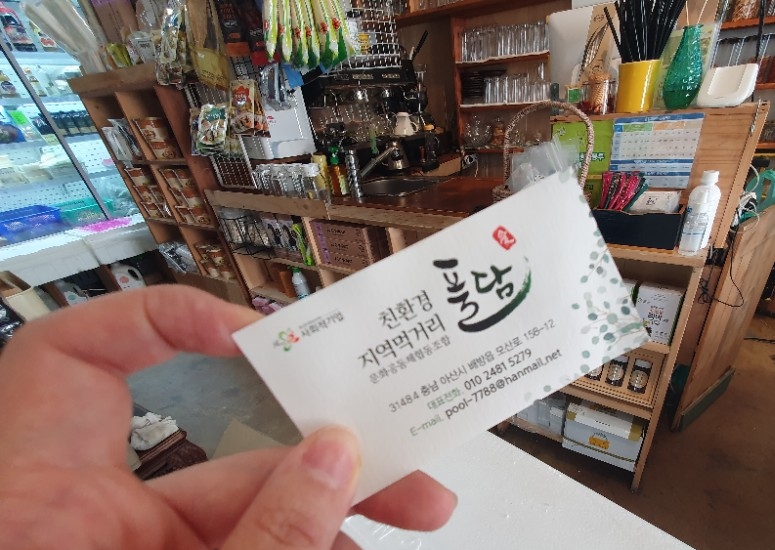 사회적기업
친환경
지역먹거리
문화공동체협동조합
풀담
31484 충남 아산시 배방읍 모산로 158-12
대표전화 010 2481 5279
E-mail. pool-7788@hanmail.net